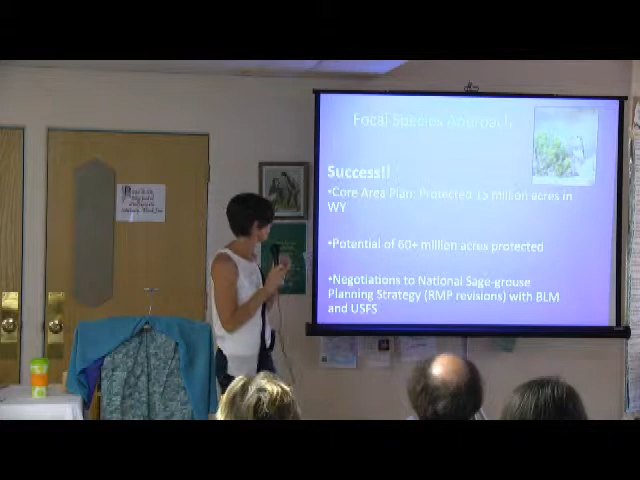 Focal Species Approach
Success!!
•Core Area Plan: Protected 15 million acres in
WY
•Potential of 60+ million acres protected
•Negotiations to National Sage-grouse
Planning Strategy (RMP revisions) with BLM
and USFS